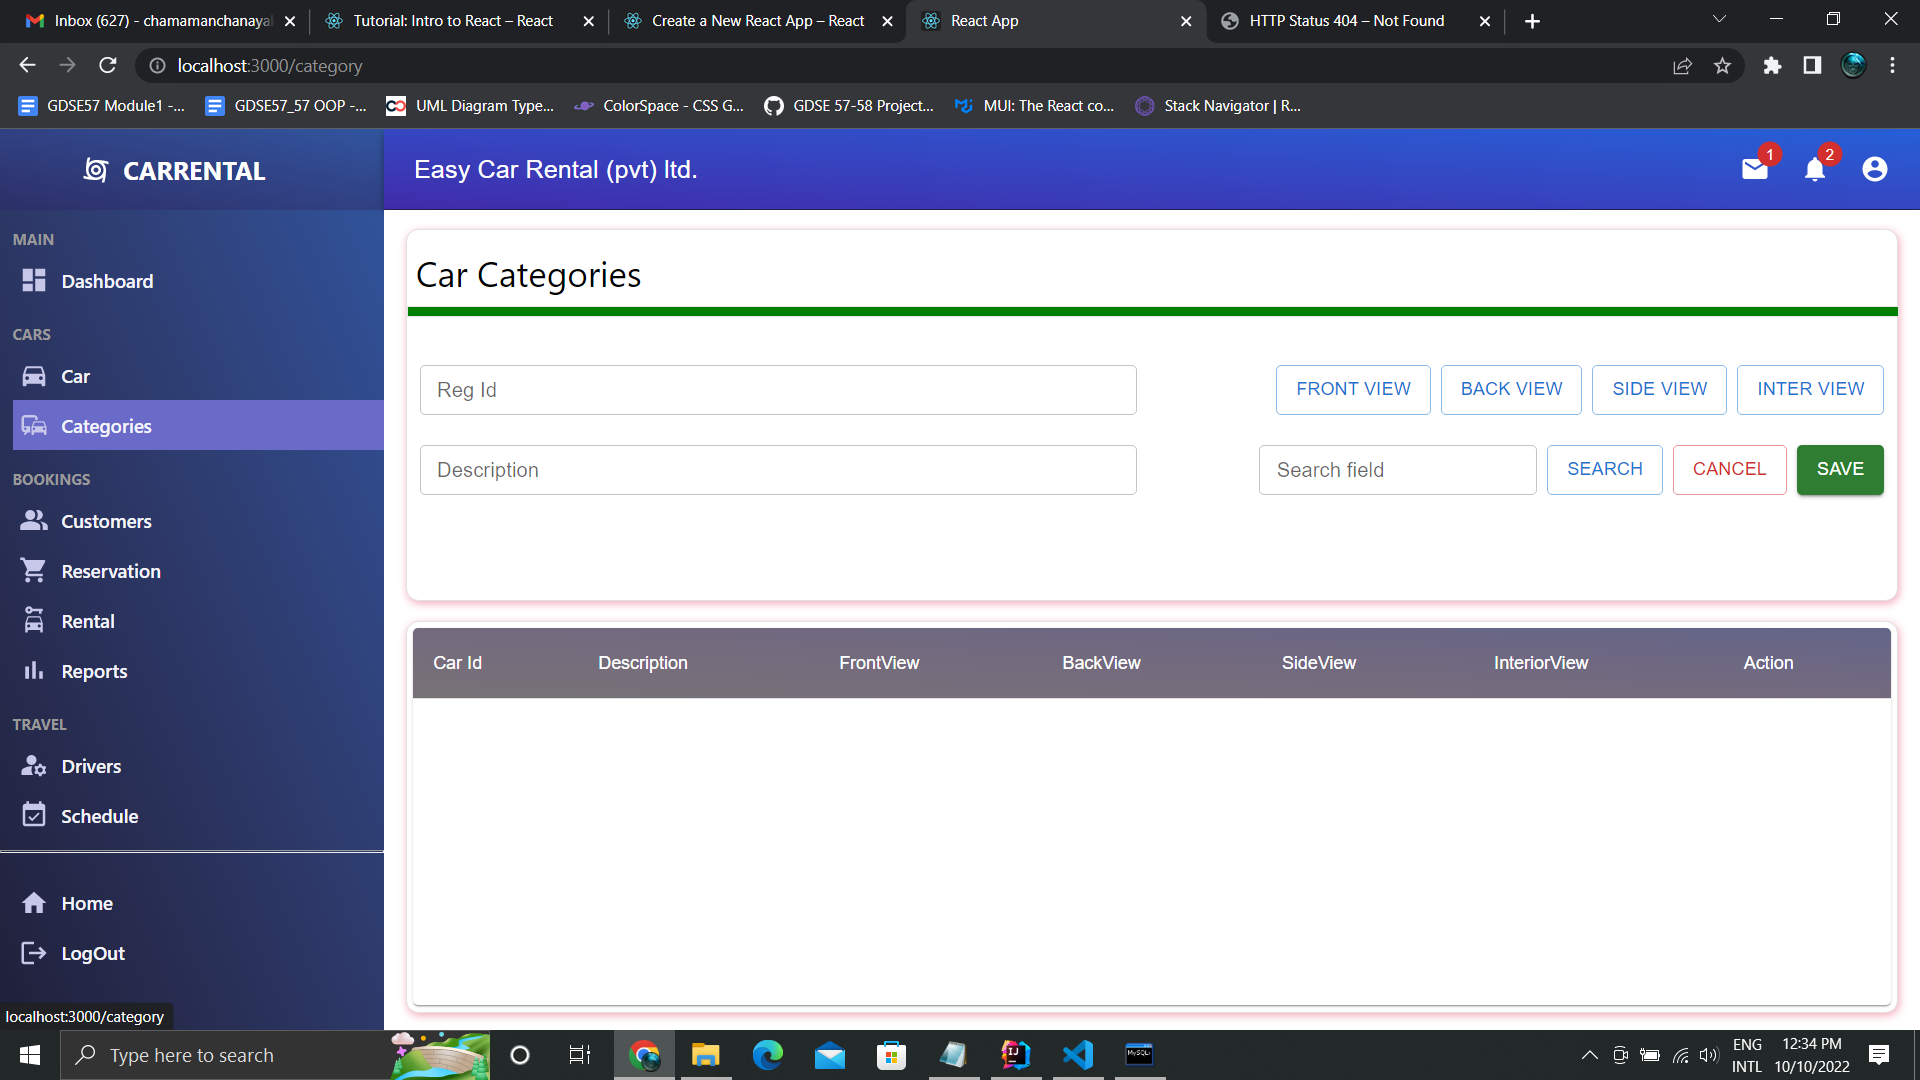 Inbox (627) - chamamanchanaya
Tutorial: Intro to React – React
Create a New React App – React
React App
HTTP Status 404 – Not Found
localhost:3000/category
GDSE57 Module1 -...
GDSE57_57 OOP -...
UML Diagram Type...
ColorSpace - CSS G...
GDSE 57-58 Project...
MUI: The React co...
Stack Navigator | R...
CARRENTAL
Easy Car Rental (pvt) ltd.
1
2
MAIN
Dashboard
CARS
Car
Categories
BOOKINGS
Customers
Reservation
Rental
Reports
TRAVEL
Drivers
Schedule
Home
LogOut
localhost:3000/category
Car Categories
Reg Id
FRONT VIEW
BACK VIEW
SIDE VIEW
INTER VIEW
Description
Search field
SEARCH
CANCEL
SAVE
Car Id
Description
FrontView
BackView
SideView
InteriorView
Action
Type here to search
IJ
MySQL
ENG
INTL
12:34 PM
10/10/2022